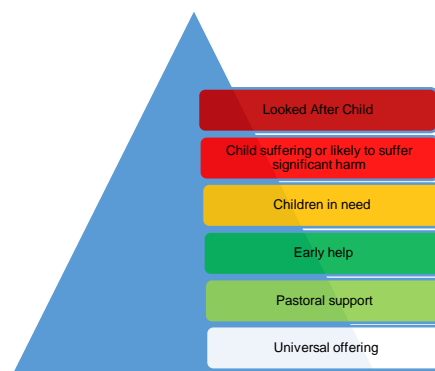 Looked After Child
Child suffering or likely to suffer
significant harm
Children in need
Early help
Pastoral support
Universal offering